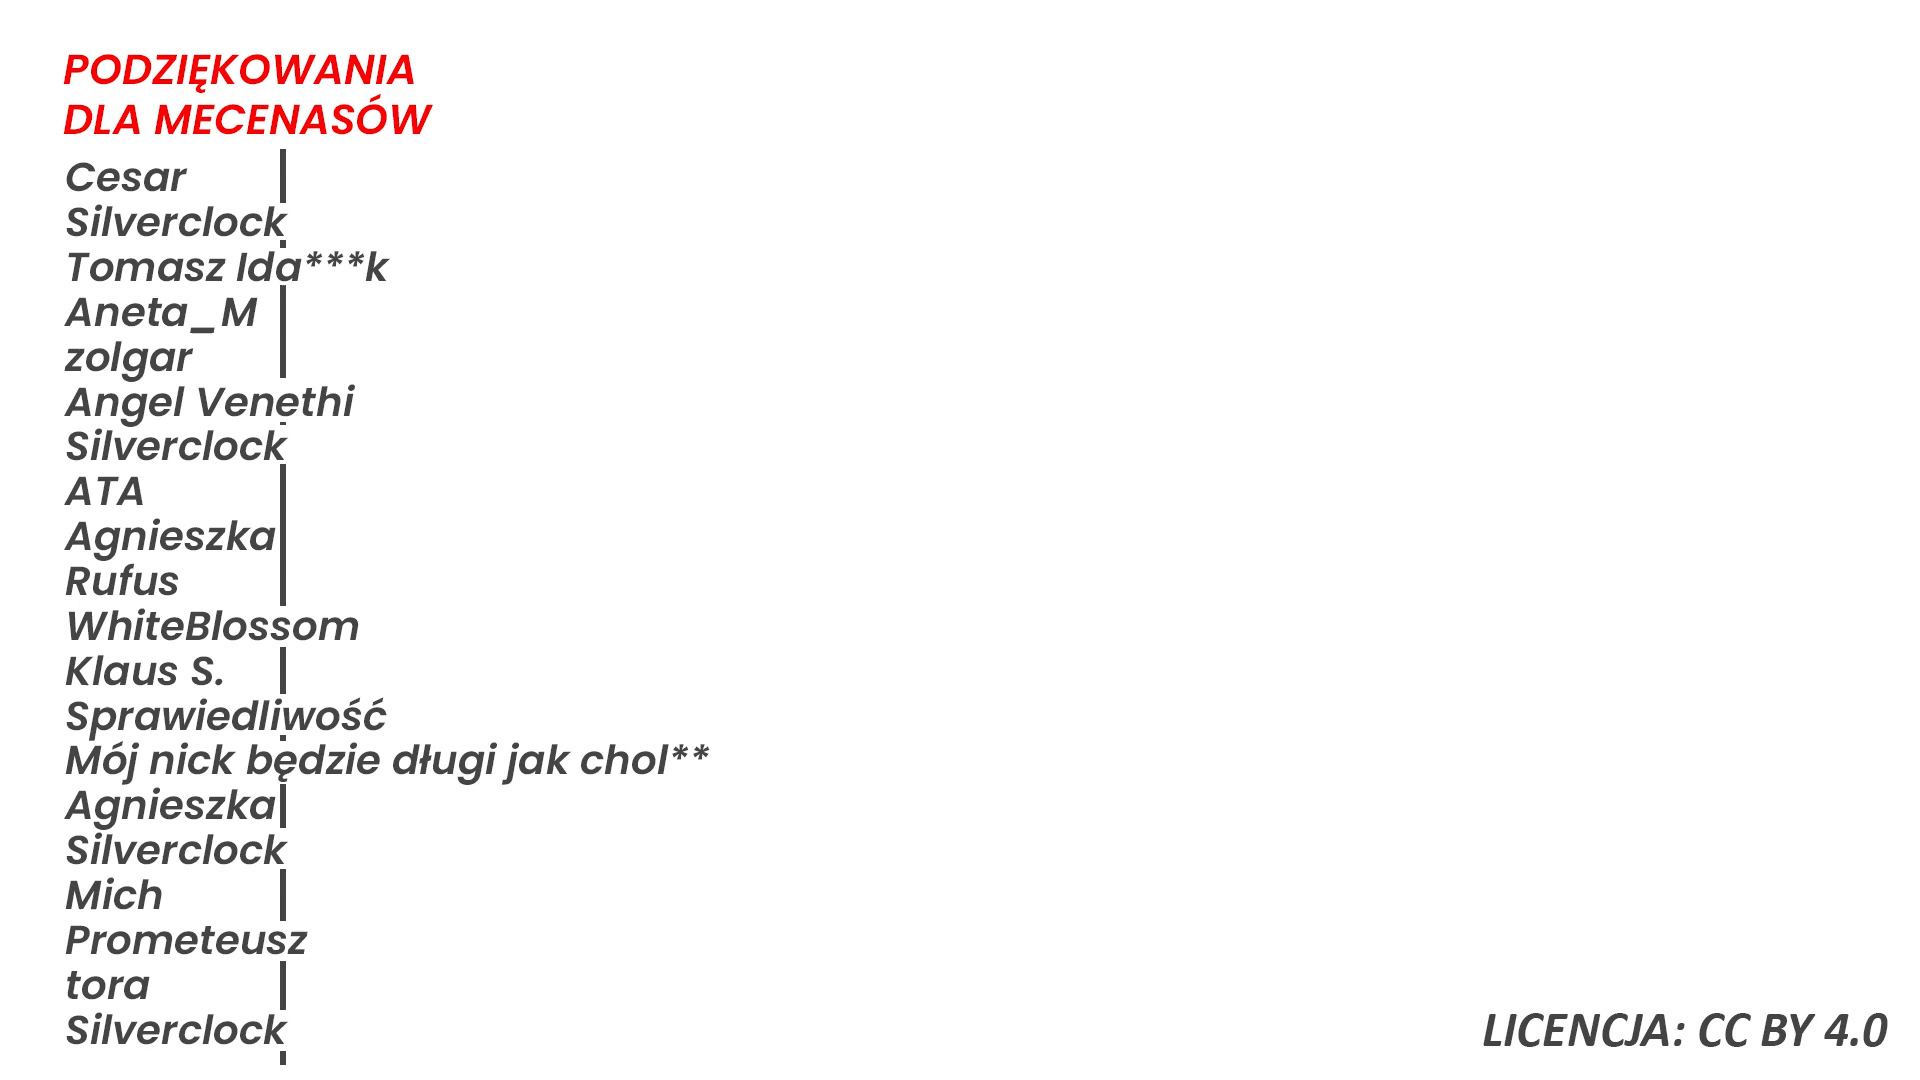 PODZIĘKOWANIA
DLA MECENASÓW
Cesar
Silverclock
Tomasz Ida***k
Aneta_M
zolgar
Angel Venethi
Silverclock
ATA
Agnieszka
Rufus
WhiteBlossom
Klaus S.
Sprawiedliwość
Mój nick będzie długi jak chol**
Agnieszka
Silverclock
Mich
Prometeusz
tora
Silverclock
LICENCJA: CC BY 4.0